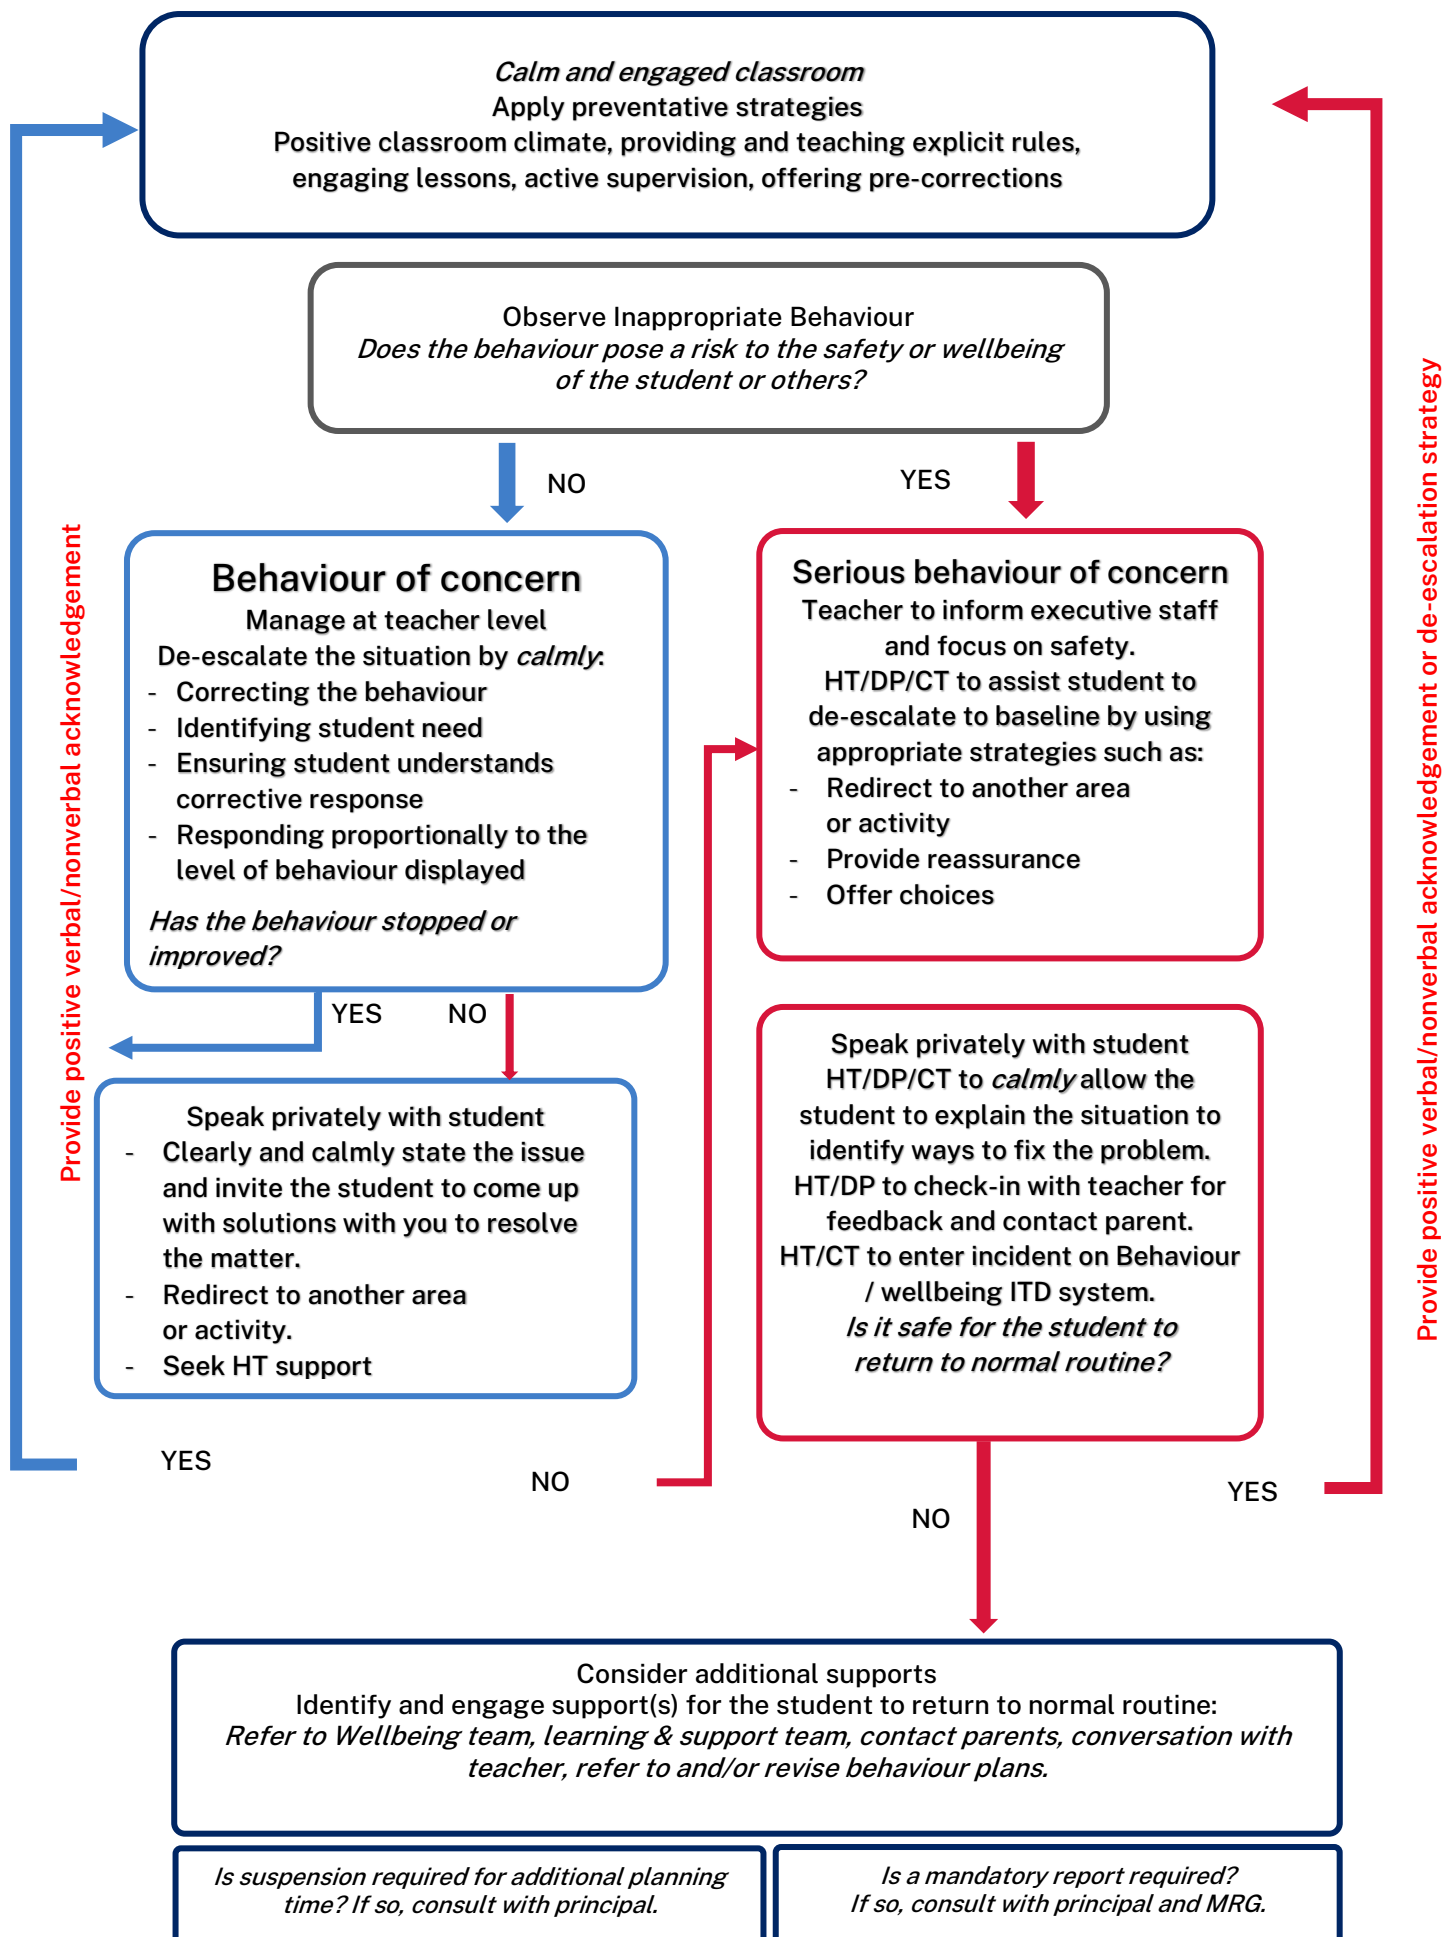 Calm and engaged classroom
Apply preventative strategies
Positive classroom climate, providing and teaching explicit rules,
engaging lessons, active supervision, offering pre-corrections
Observe Inappropriate Behaviour
Does the behaviour pose a risk to the safety or wellbeing
of the student or others?
NO
YES
Behaviour of concern
Manage at teacher level
De-escalate the situation by calmly:
- Correcting the behaviour
- Identifying student need
- Ensuring student understands
corrective response
- Responding proportionally to the
level of behaviour displayed
Has the behaviour stopped or
improved?
YES
NO
Speak privately with student
- Clearly and calmly state the issue
and invite the student to come up
with solutions with you to resolve
the matter.
- Redirect to another area
or activity.
- Seek HT support
YES
NO
Provide positive verbal/nonverbal acknowledgement
Serious behaviour of concern
Teacher to inform executive staff
and focus on safety.
HT/DP/CT to assist student to
de-escalate to baseline by using
appropriate strategies such as:
- Redirect to another area
or activity
- Provide reassurance
- Offer choices
Speak privately with student
HT/DP/CT to calmly allow the
student to explain the situation to
identify ways to fix the problem.
HT/DP to check-in with teacher for
feedback and contact parent.
HT/CT to enter incident on Behaviour
/ wellbeing ITD system.
Is it safe for the student to
return to normal routine?
NO
YES
Provide positive verbal/nonverbal acknowledgement or de-escalation strategy
Consider additional supports
Identify and engage support(s) for the student to return to normal routine:
Refer to Wellbeing team, learning & support team, contact parents, conversation with
teacher, refer to and/or revise behaviour plans.
Is suspension required for additional planning
time? If so, consult with principal.
Is a mandatory report required?
If so, consult with principal and MRG.